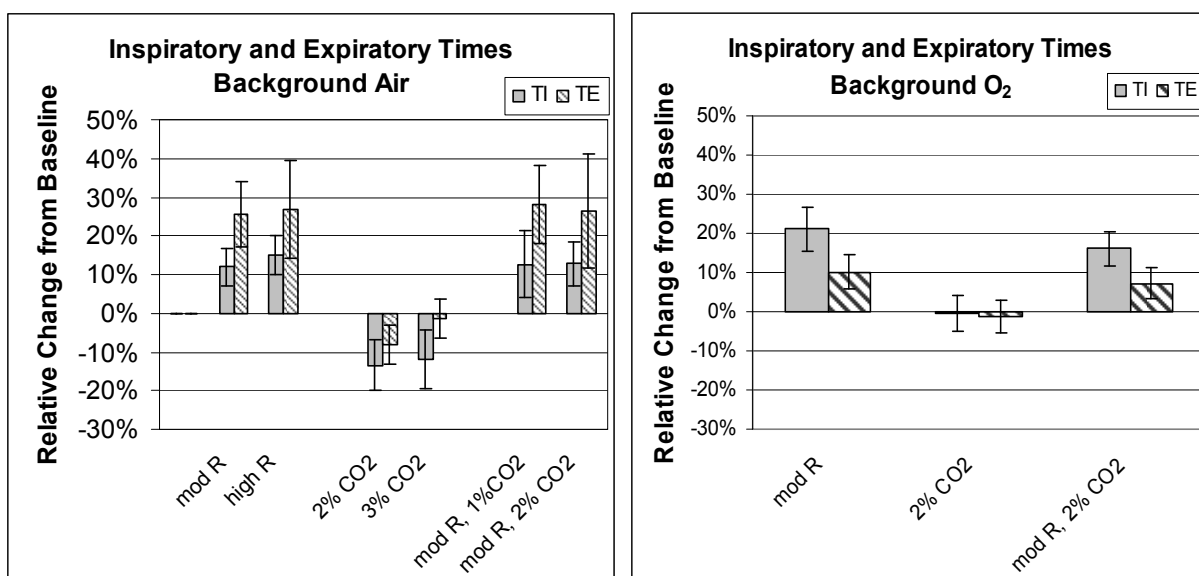 Inspiratory and Expiratory Times
Background Air
TI TE
Relative Change from Baseline
50%
40%
30%
20%
10%
0%
-10%
-20%
-30%
mod R
high R
2% CO2
3% CO2
mod R, 1%CO2
mod R, 2% CO2
Inspiratory and Expiratory Times
Background O₂
TI TE
Relative Change from Baseline
50%
40%
30%
20%
10%
0%
-10%
-20%
-30%
mod R
2% CO2
mod R, 2% CO2